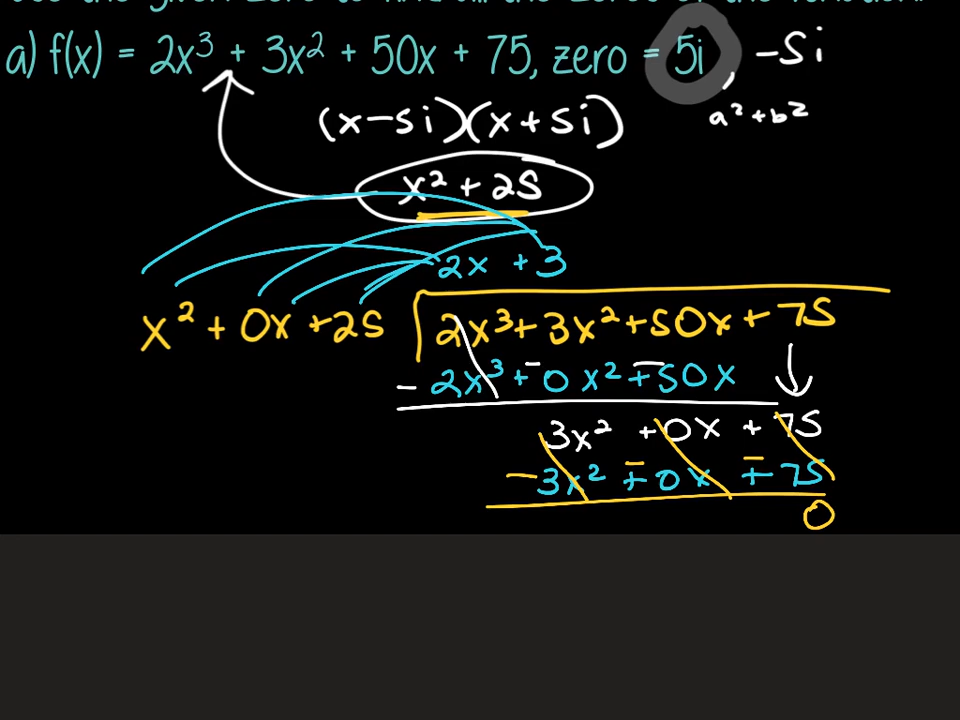 a) f(x) = 2x³ + 3x² + 50x + 75, zero = 5i, -5i
(x-5i)(x+5i) a²+b²
x² + 25
2x + 3
x² + 0x + 25 2x³ + 3x² + 50x + 75
- 2x³ + 0x² + 50x
3x² + 0x + 75
- 3x² + 0x + 75
0